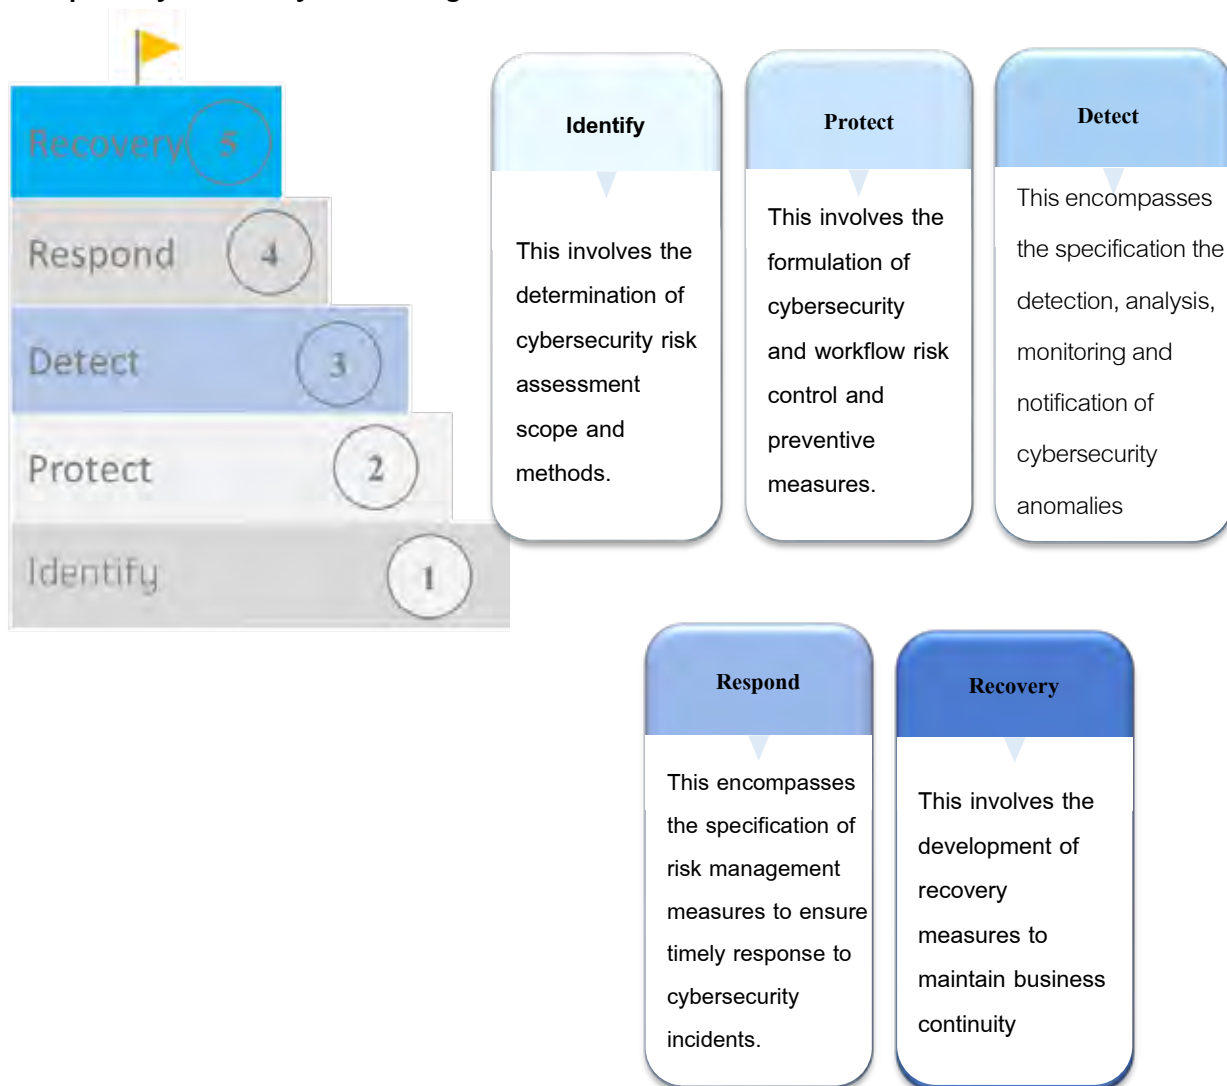 Recovery 5
Respond 4
Detect 3
Protect 2
Identify 1
Identify
This involves the
determination of
cybersecurity risk
assessment
scope and
methods.
Protect
This involves the
formulation of
cybersecurity
and workflow risk
control and
preventive
measures.
Detect
This encompasses
the specification the
detection, analysis,
monitoring and
notification of
cybersecurity
anomalies
Respond
This encompasses
the specification of
risk management
measures to ensure
timely response to
cybersecurity
incidents.
Recovery
This involves the
development of
recovery
measures to
maintain business
continuity